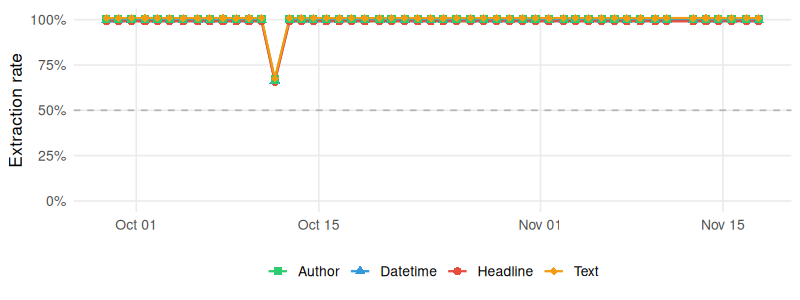 Extraction rate
100%
75%
50%
25%
0%
Oct 01 Oct 15 Nov 01 Nov 15
Author Datetime Headline Text